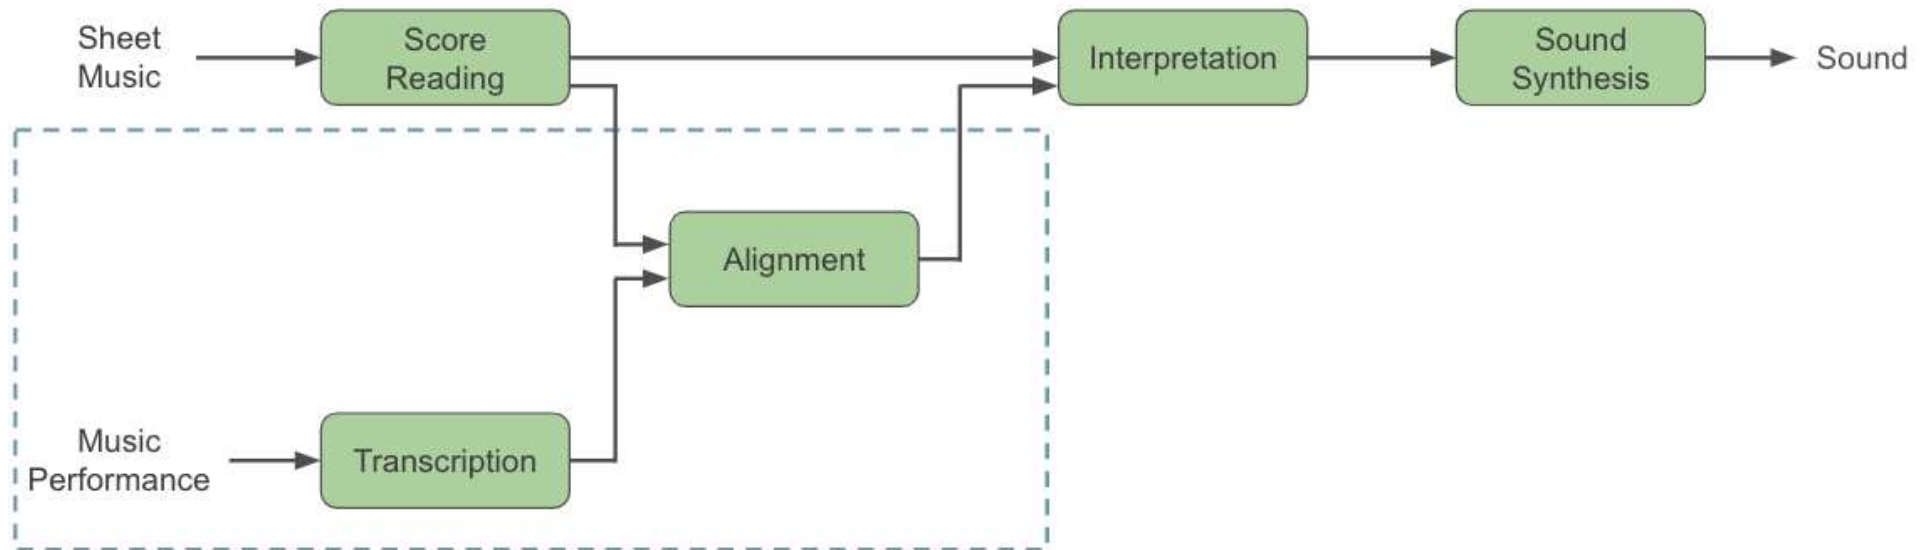 Sheet
Music
Score
Reading
Interpretation
Sound
Synthesis
Sound
Alignment
Music
Performance
Transcription